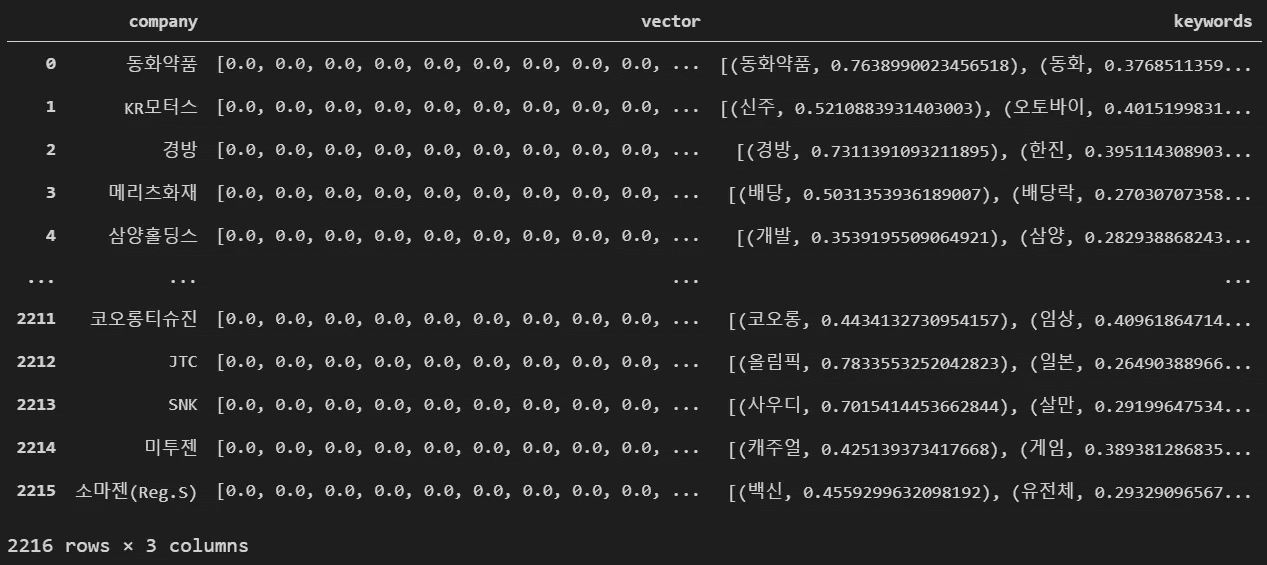 company vector keywords
0 동화약품 [0.0, 0.0, 0.0, 0.0, 0.0, 0.0, 0.0, 0.0, 0.0, ... [(동화약품, 0.7638990023456518), (동화, 0.3768511359...
1 KR모터스 [0.0, 0.0, 0.0, 0.0, 0.0, 0.0, 0.0, 0.0, 0.0, ... [(신주, 0.5210883931403003), (오토바이, 0.4015199831...
2 경방 [0.0, 0.0, 0.0, 0.0, 0.0, 0.0, 0.0, 0.0, 0.0, ... [(경방, 0.7311391093211895), (한진, 0.395114308903...
3 메리츠화재 [0.0, 0.0, 0.0, 0.0, 0.0, 0.0, 0.0, 0.0, 0.0, ... [(배당, 0.5031353936189007), (배당락, 0.27030707358...
4 삼양홀딩스 [0.0, 0.0, 0.0, 0.0, 0.0, 0.0, 0.0, 0.0, 0.0, ... [(개발, 0.3539195509064921), (삼양, 0.282938868243...
... ... ... ...
2211 코오롱티슈진 [0.0, 0.0, 0.0, 0.0, 0.0, 0.0, 0.0, 0.0, 0.0, ... [(코오롱, 0.4434132730954157), (임상, 0.40961864714...
2212 JTC [0.0, 0.0, 0.0, 0.0, 0.0, 0.0, 0.0, 0.0, 0.0, ... [(올림픽, 0.7833553252042823), (일본, 0.26490388966...
2213 SNK [0.0, 0.0, 0.0, 0.0, 0.0, 0.0, 0.0, 0.0, 0.0, ... [(사우디, 0.7015414453662844), (살만, 0.29199647534...
2214 미투젠 [0.0, 0.0, 0.0, 0.0, 0.0, 0.0, 0.0, 0.0, 0.0, ... [(캐주얼, 0.425139373417668), (게임, 0.389381286835...
2215 소마젠(Reg.S) [0.0, 0.0, 0.0, 0.0, 0.0, 0.0, 0.0, 0.0, 0.0, ... [(백신, 0.4559299632098192), (유전체, 0.29329096567...
2216 rows × 3 columns